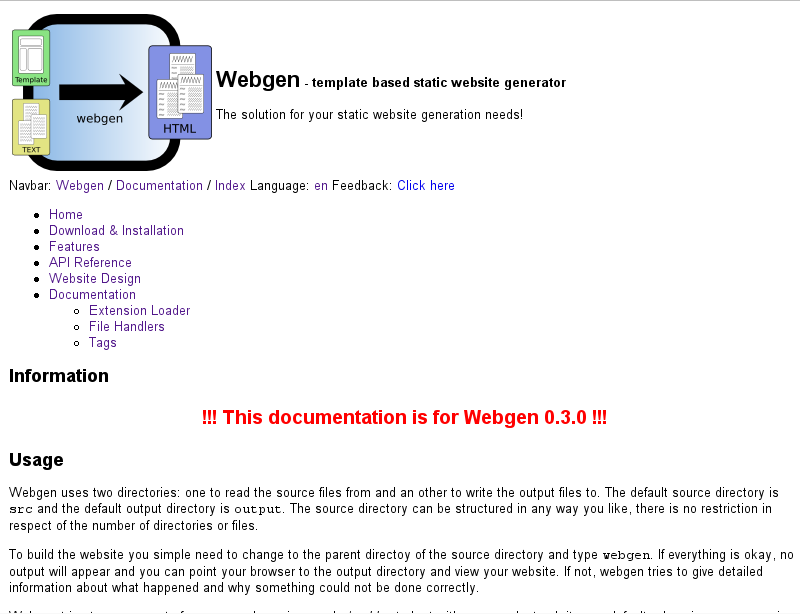 Template
webgen
HTML
TEXT
Webgen - template based static website generator
The solution for your static website generation needs!
Navbar: Webgen / Documentation / Index Language: en Feedback: Click here
Home
Download & Installation
Features
API Reference
Website Design
Documentation
Extension Loader
File Handlers
Tags
Information
!!! This documentation is for Webgen 0.3.0 !!!
Usage
Webgen uses two directories: one to read the source files from and an other to write the output files to. The default source directory is
src and the default output directory is output. The source directory can be structured in any way you like, there is no restriction in
respect of the number of directories or files.
To build the website you simple need to change to the parent directoy of the source directory and type webgen. If everything is okay, no
output will appear and you can point your browser to the output directory and view your website. If not, webgen tries to give detailed
information about what happened and why something could not be done correctly.